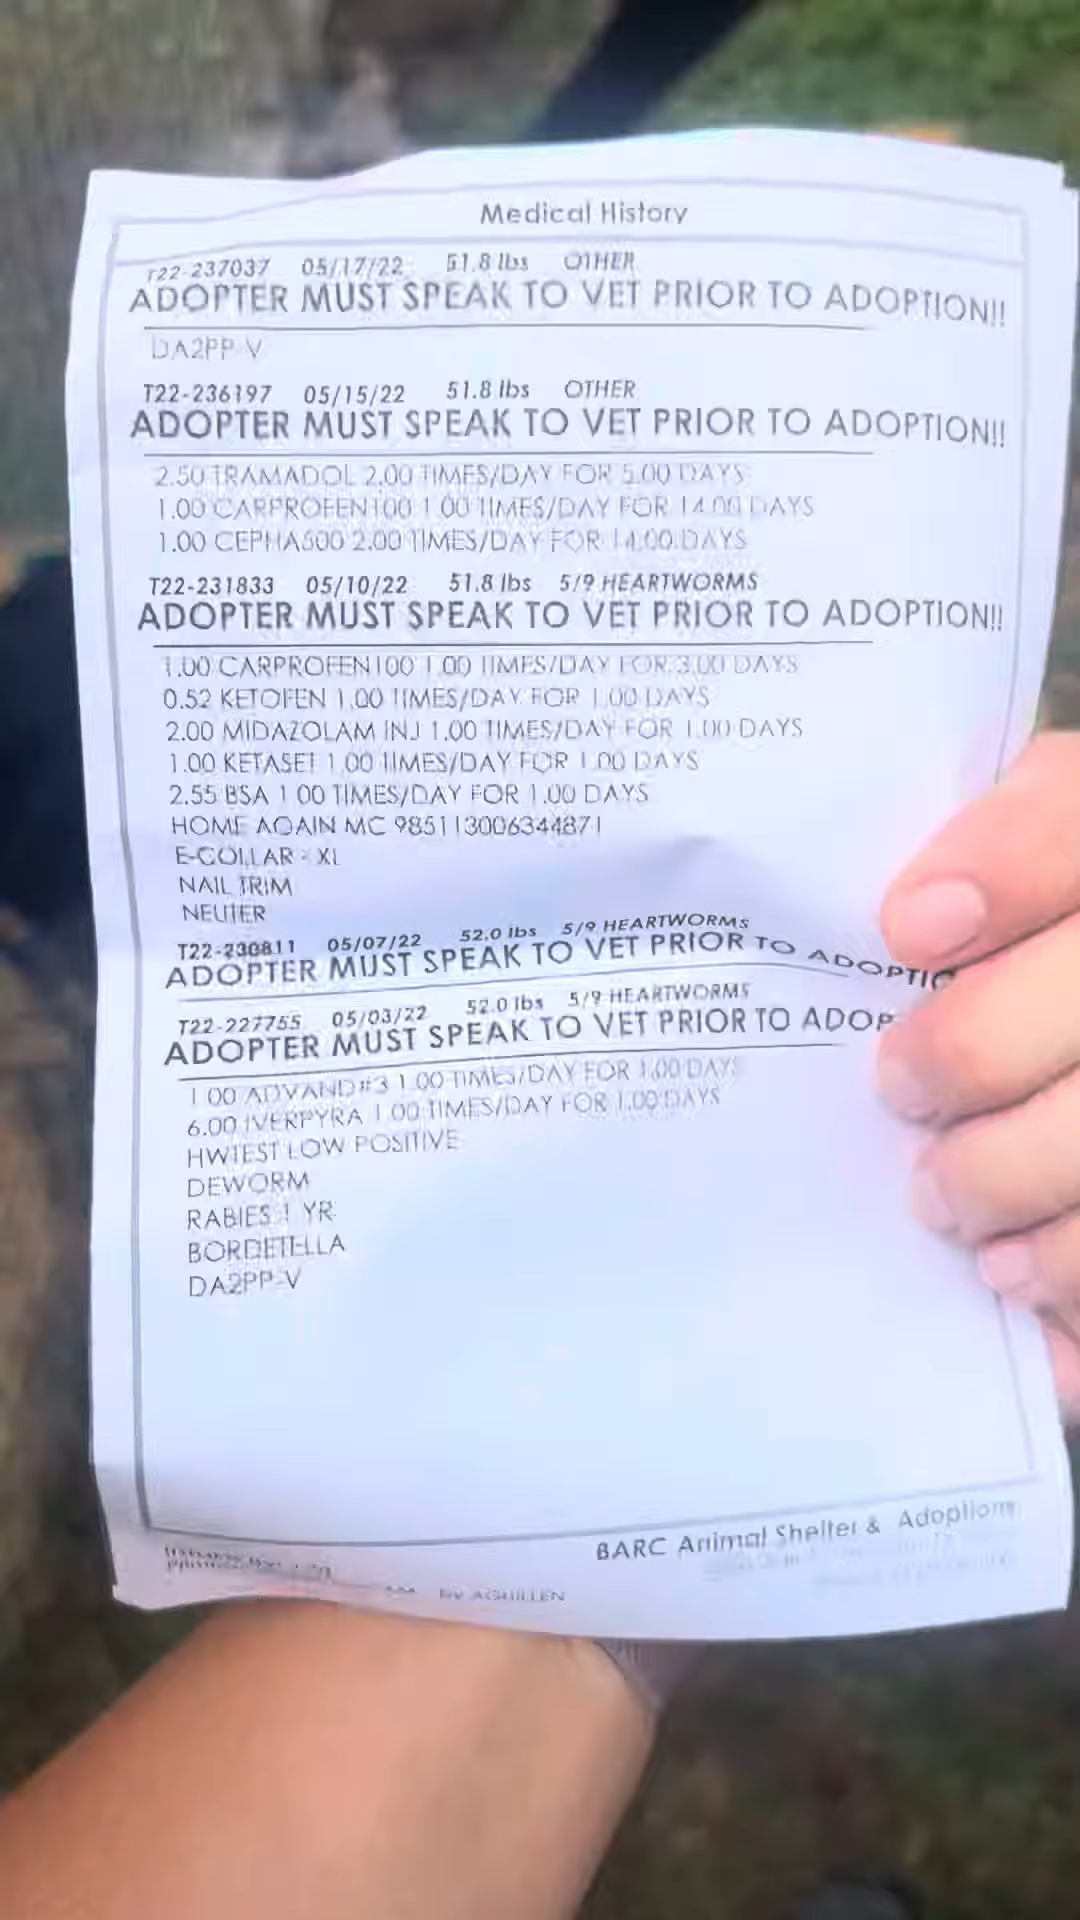 Medical History
T22-237037 05/17/22 51.8 lbs OTHER
ADOPTER MUST SPEAK TO VET PRIOR TO ADOPTION!!
DA2PP-V
T22-236197 05/15/22 51.8 lbs OTHER
ADOPTER MUST SPEAK TO VET PRIOR TO ADOPTION!!
2.50 TRAMADOL 2.00 TIMES/DAY FOR 5.00 DAYS
1.00 CARPROFEN100 1.00 TIMES/DAY FOR 14.00 DAYS
1.00 CEPHA500 2.00 TIMES/DAY FOR 14.00 DAYS
T22-231833 05/10/22 51.8 lbs 5/9 HEARTWORMS
ADOPTER MUST SPEAK TO VET PRIOR TO ADOPTION!!
1.00 CARPROFEN100 1.00 TIMES/DAY FOR 3.00 DAYS
0.52 KETOFEN 1.00 TIMES/DAY FOR 1.00 DAYS
2.00 MIDAZOLAM INJ 1.00 TIMES/DAY FOR 1.00 DAYS
1.00 KETASET 1.00 TIMES/DAY FOR 1.00 DAYS
2.55 BSA 1.00 TIMES/DAY FOR 1.00 DAYS
HOME AGAIN MC 985113006344871
E-COLLAR - XL
NAIL TRIM
NEUTER
T22-230811 05/07/22 52.0 lbs 5/9 HEARTWORMS
ADOPTER MUST SPEAK TO VET PRIOR TO ADOPTIO
T22-227755 05/03/22 52.0 lbs 5/9 HEARTWORMS
ADOPTER MUST SPEAK TO VET PRIOR TO ADOP
1.00 ADVAND#3 1.00 TIMES/DAY FOR 1.00 DAYS
6.00 IVERPYRA 1.00 TIMES/DAY FOR 1.00 DAYS
HWTEST LOW POSITIVE
DEWORM
RABIES 1 YR
BORDETELLA
DA2PP-V
BARC Animal Shelter & Adoptions
AM By AGUILLEN